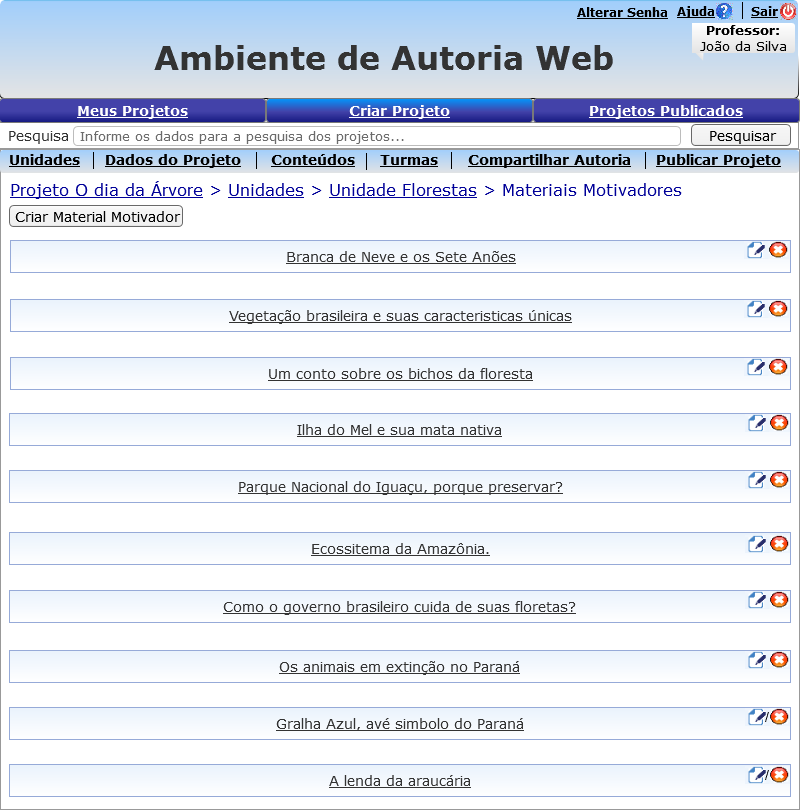 Alterar Senha Ajuda? | Sair
Professor:
João da Silva
Ambiente de Autoria Web
Meus Projetos Criar Projeto Projetos Publicados
Pesquisa Informe os dados para a pesquisa dos projetos... Pesquisar
Unidades | Dados do Projeto | Conteúdos | Turmas | Compartilhar Autoria | Publicar Projeto
Projeto O dia da Árvore > Unidades > Unidade Florestas > Materiais Motivadores
Criar Material Motivador
Branca de Neve e os Sete Anões
Vegetação brasileira e suas caracteristicas únicas
Um conto sobre os bichos da floresta
Ilha do Mel e sua mata nativa
Parque Nacional do Iguaçu, porque preservar?
Ecossitema da Amazônia.
Como o governo brasileiro cuida de suas floretas?
Os animais em extinção no Paraná
Gralha Azul, avé simbolo do Paraná /
A lenda da araucária /